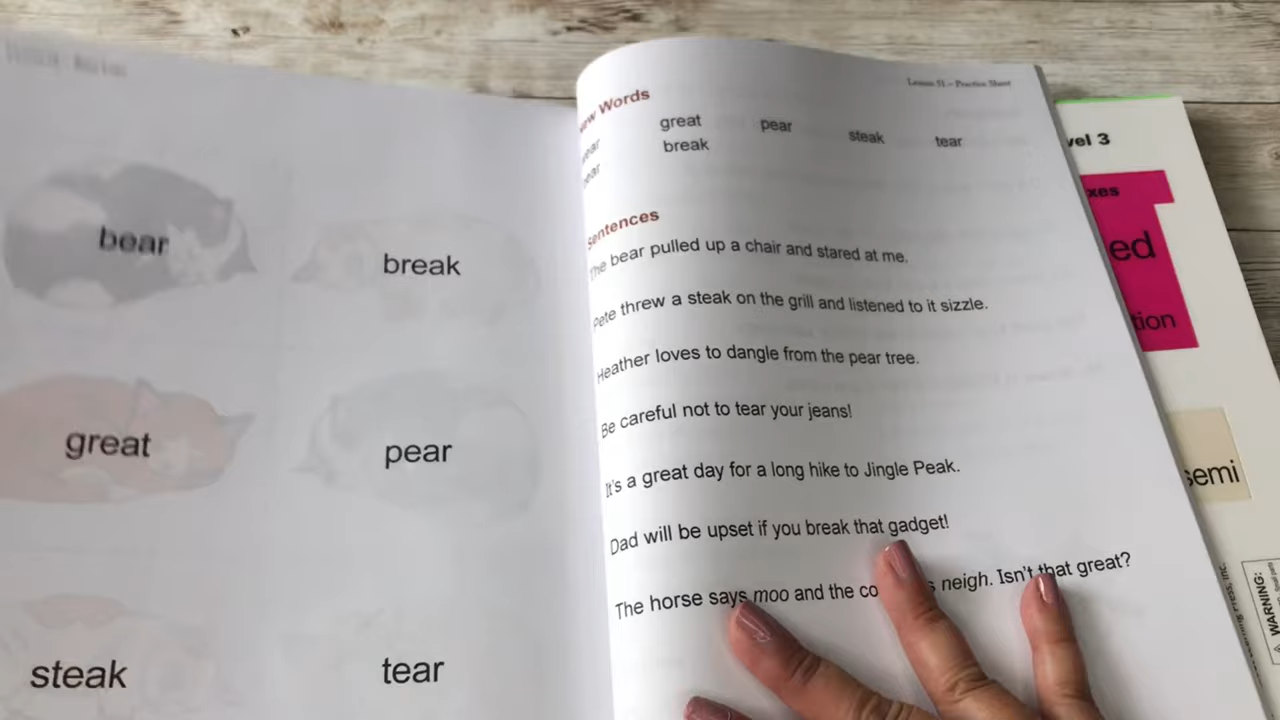 bear
break
great
pear
steak
tear
Lesson 51 – Practice Sheet
Words
great pear steak tear
break
Sentences
The bear pulled up a chair and stared at me.
Pete threw a steak on the grill and listened to it sizzle.
Heather loves to dangle from the pear tree.
Be careful not to tear your jeans!
It's a great day for a long hike to Jingle Peak.
Dad will be upset if you break that gadget!
The horse says moo and the co s neigh. Isn't that great?
vel 3
xes
ed
tion
semi
WARNING: